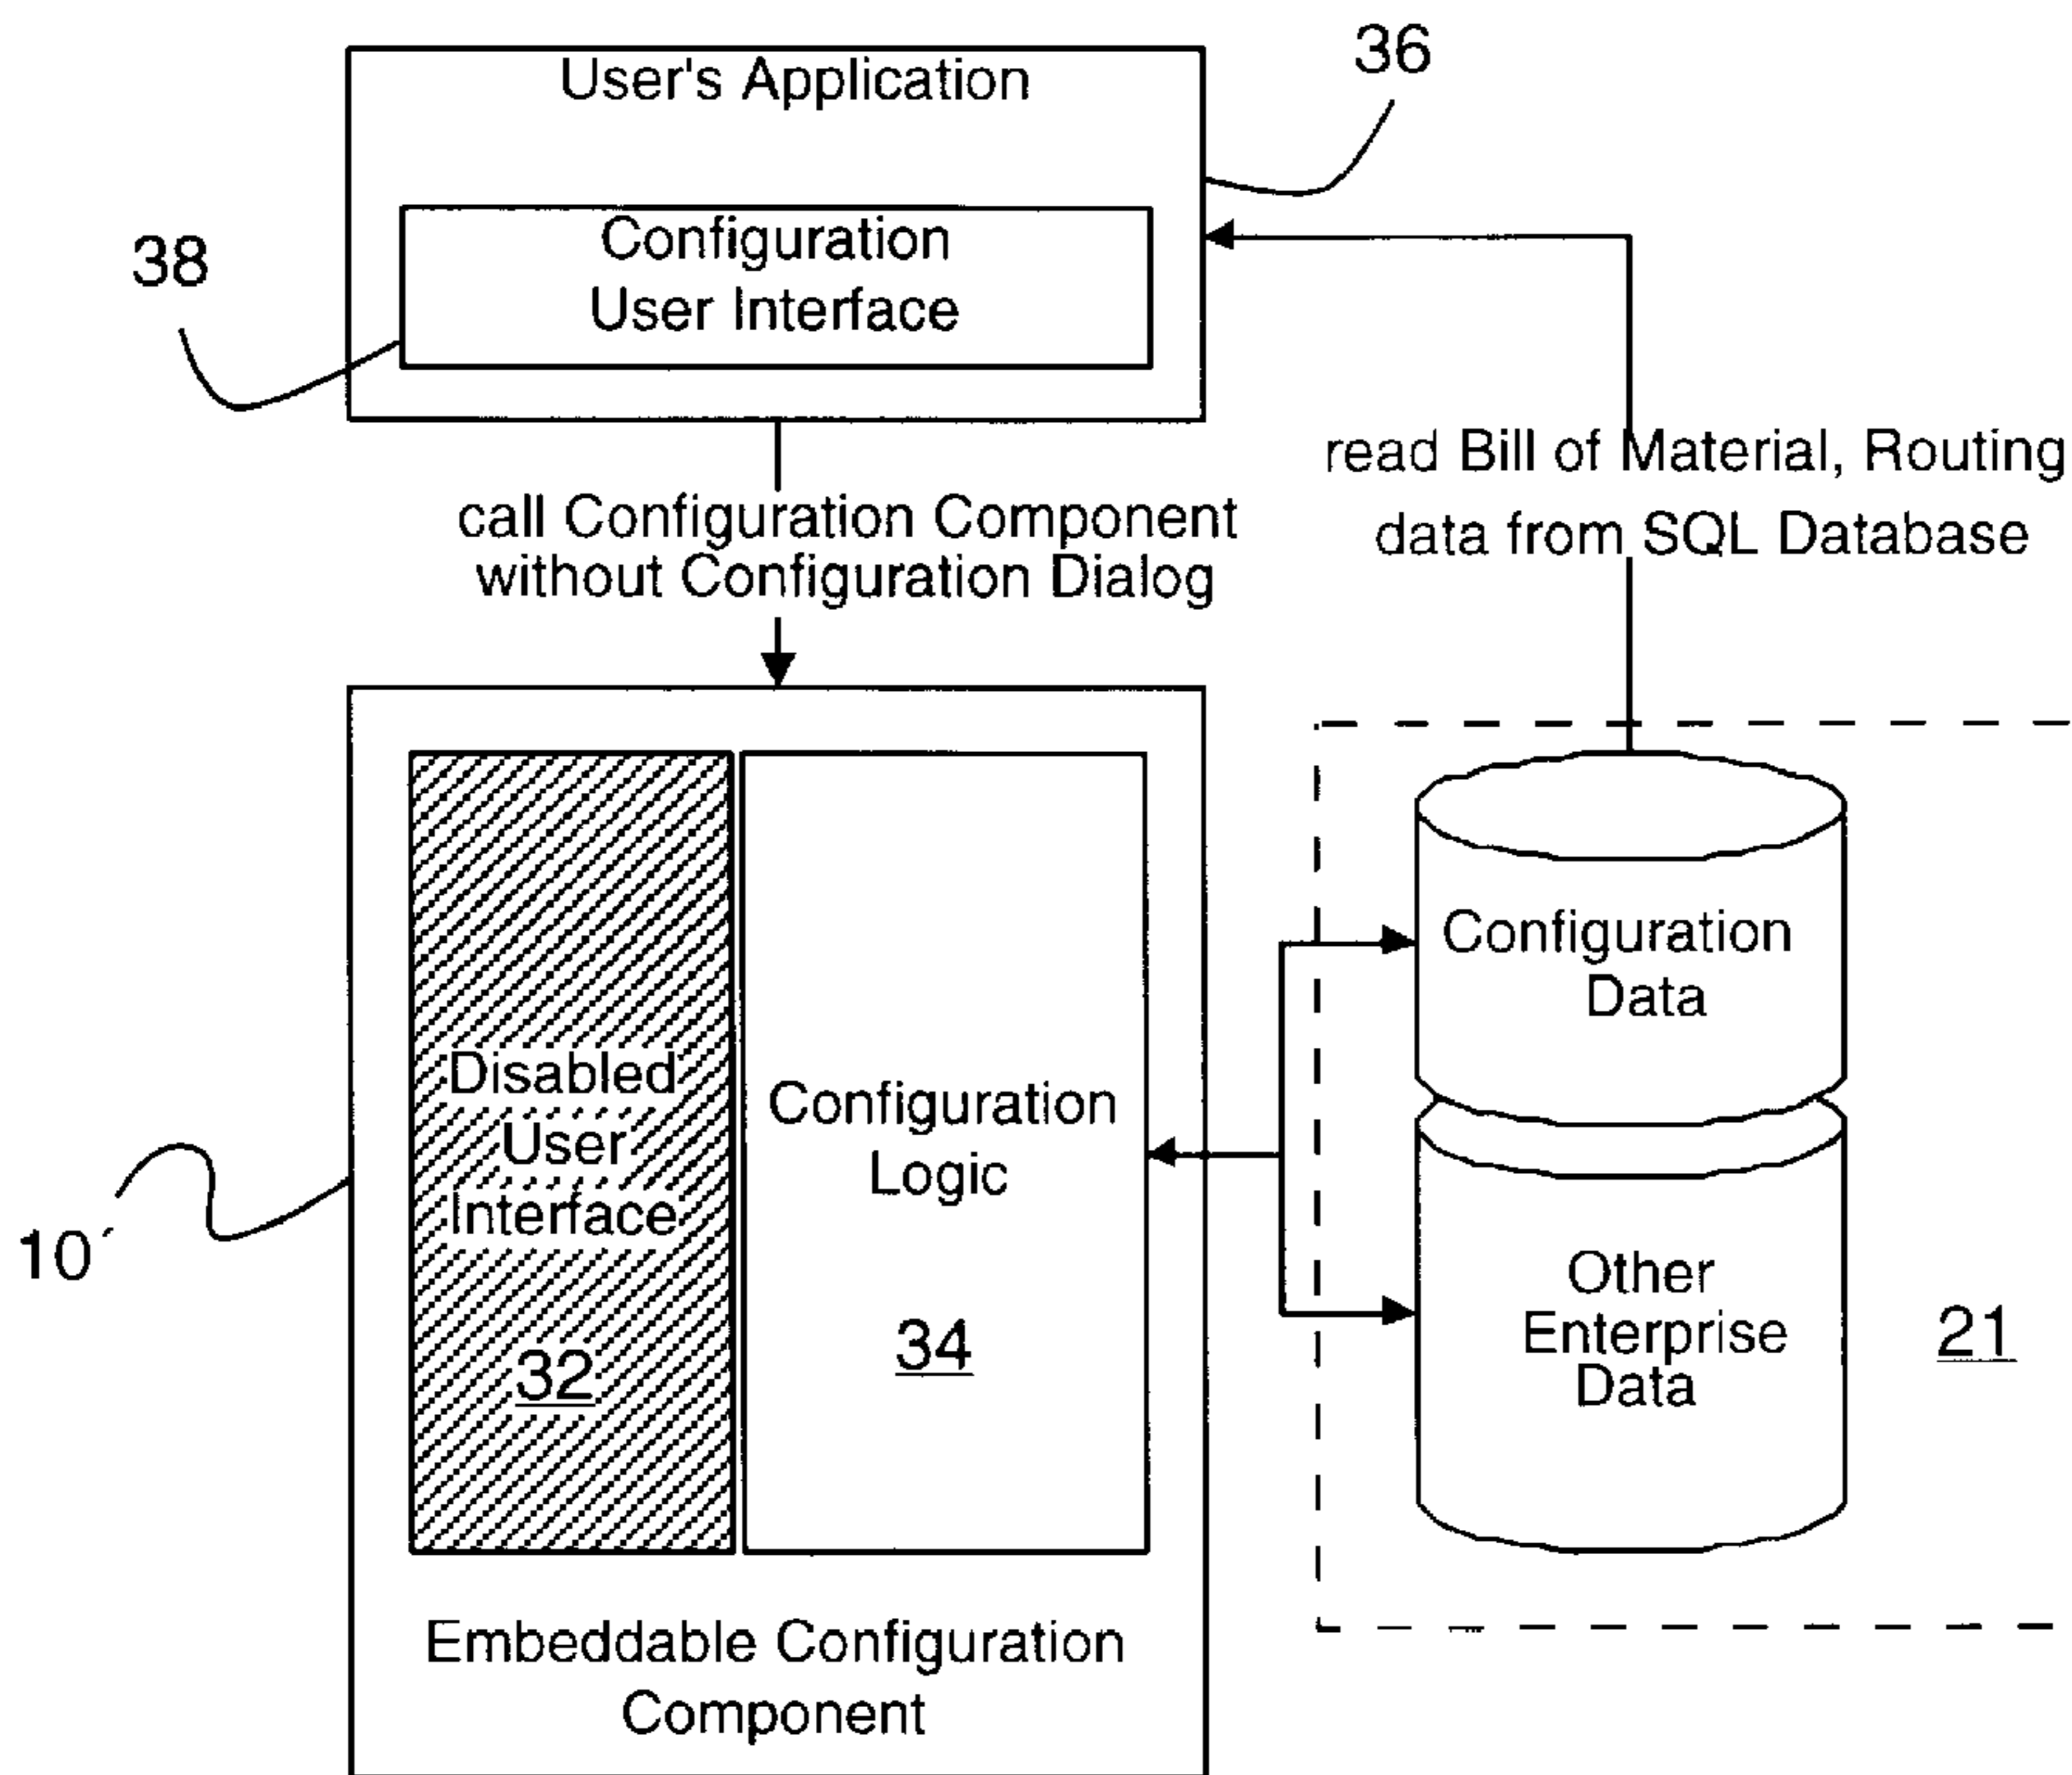 User's Application
36
Configuration
User Interface
38
call Configuration Component
without Configuration Dialog
read Bill of Material, Routing
data from SQL Database
Disabled
User
Interface
32
Configuration
Logic
34
Configuration
Data
Other
Enterprise
Data
21
10´
Embeddable Configuration
Component